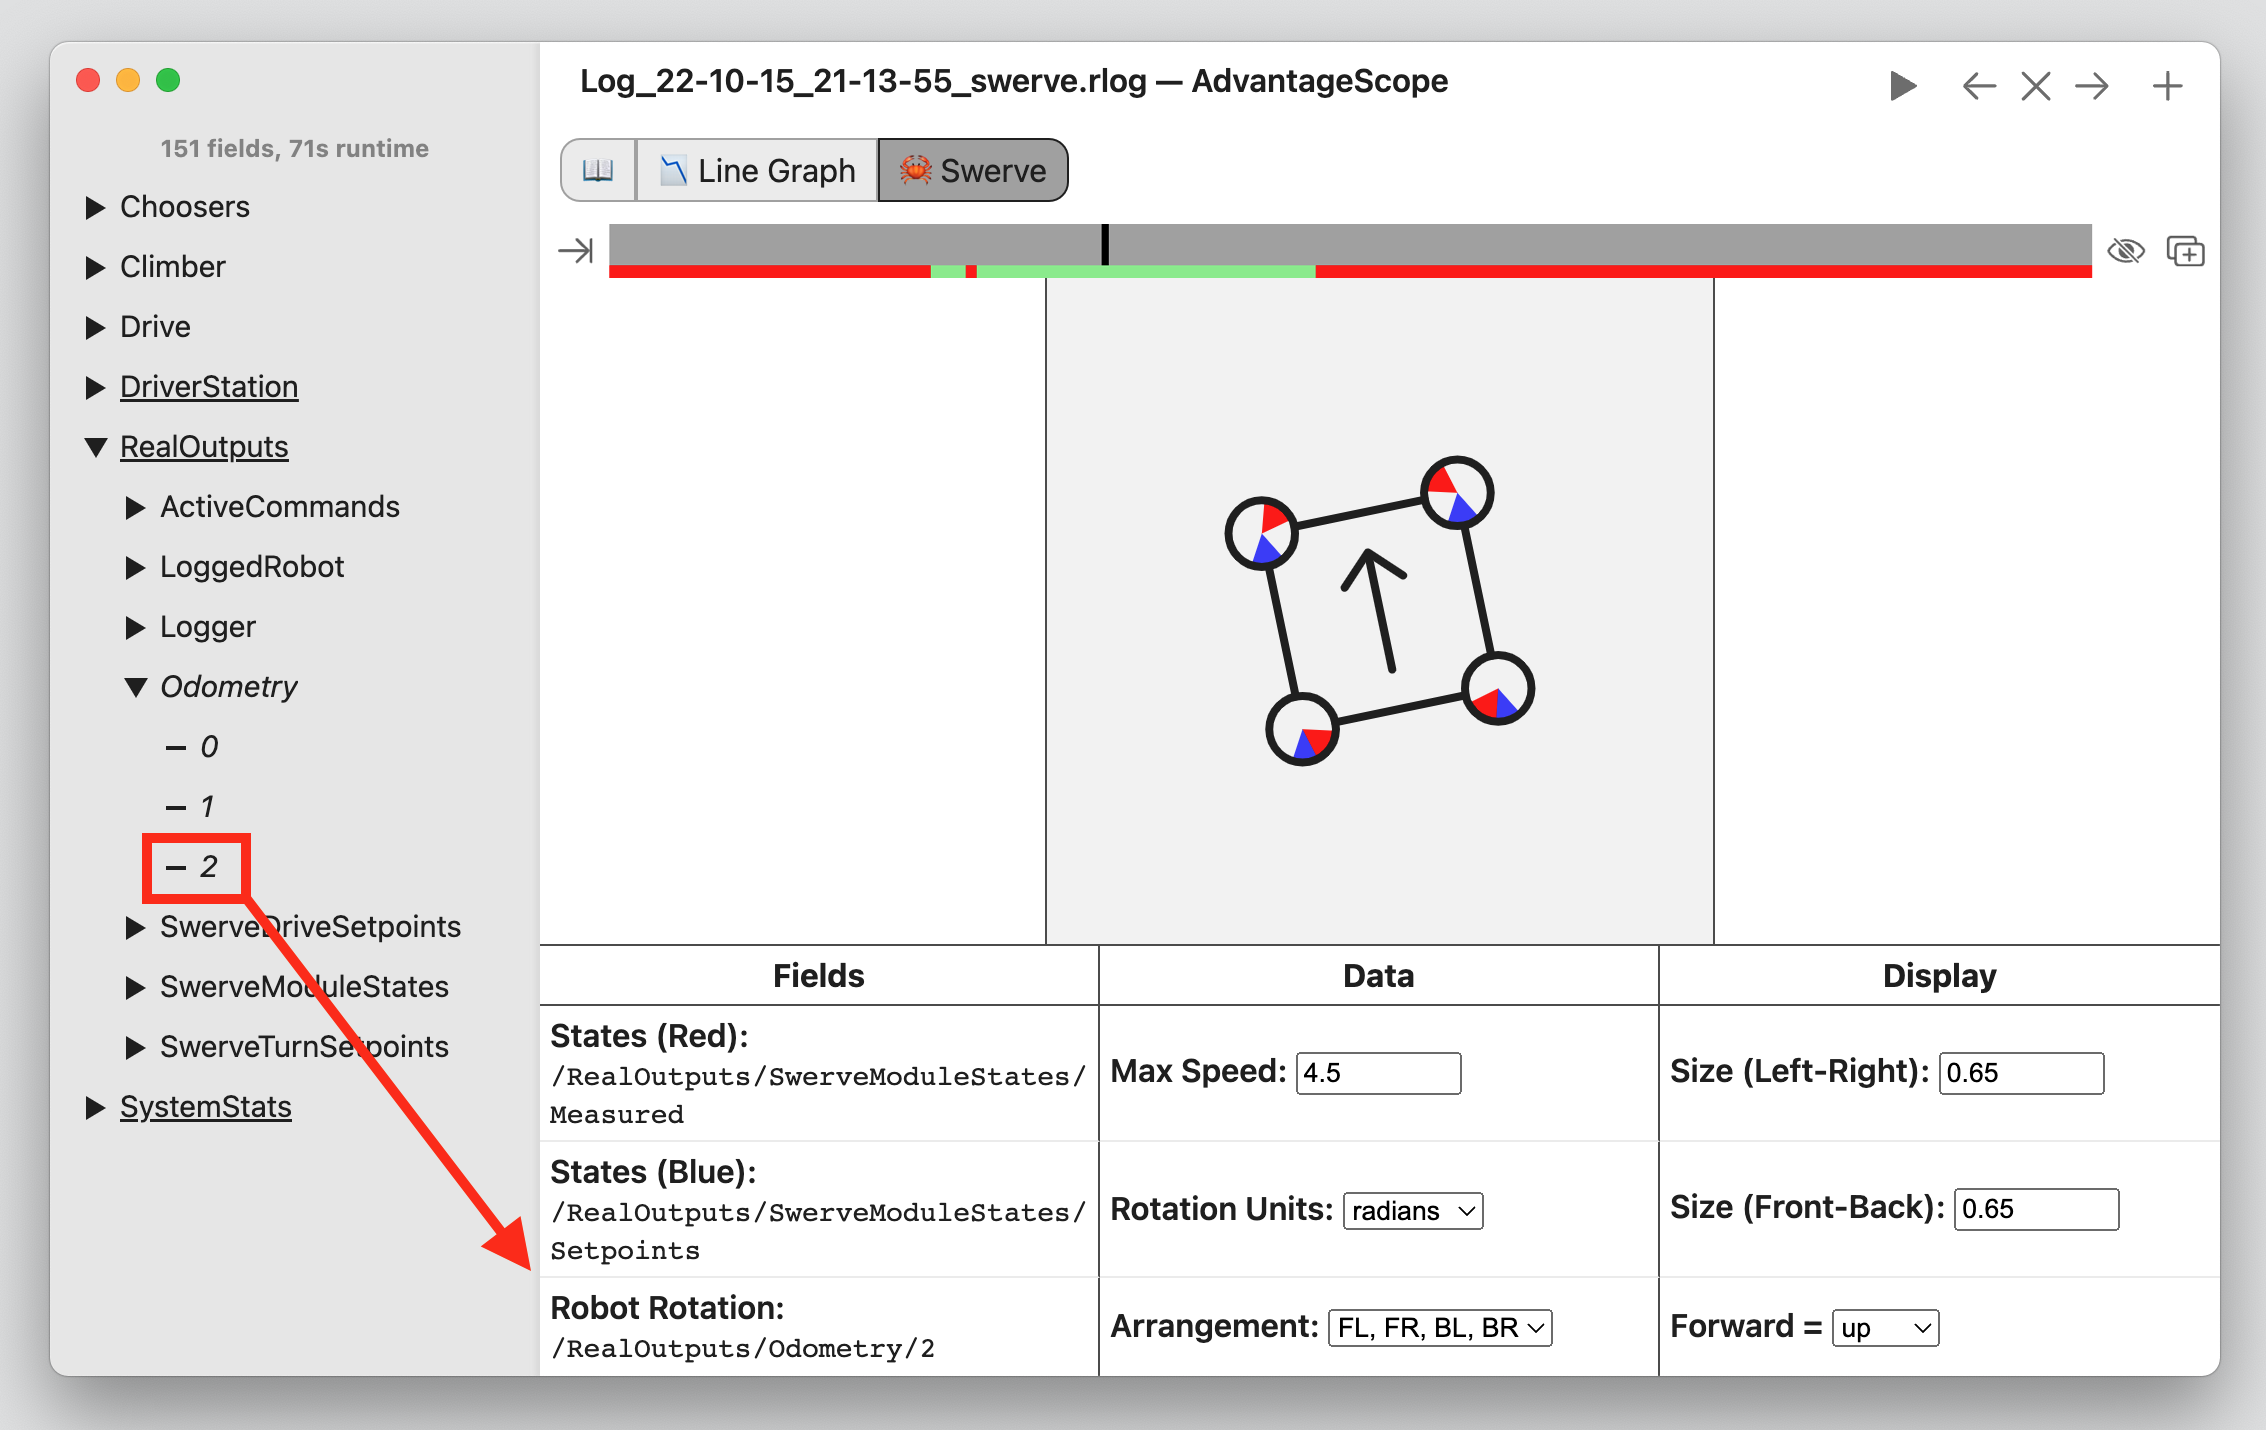 Log_22-10-15_21-13-55_swerve.rlog — AdvantageScope
151 fields, 71s runtime
Choosers
Climber
Drive
DriverStation
RealOutputs
ActiveCommands
LoggedRobot
Logger
Odometry
0
1
2
SwerveDriveSetpoints
SwerveModuleStates
SwerveTurnSetpoints
SystemStats
Line Graph
Swerve
Fields
Data
Display
States (Red):
/RealOutputs/SwerveModuleStates/
Measured
Max Speed: 4.5
Size (Left-Right): 0.65
States (Blue):
/RealOutputs/SwerveModuleStates/
Setpoints
Rotation Units: radians
Size (Front-Back): 0.65
Robot Rotation:
/RealOutputs/Odometry/2
Arrangement: FL, FR, BL, BR
Forward = up